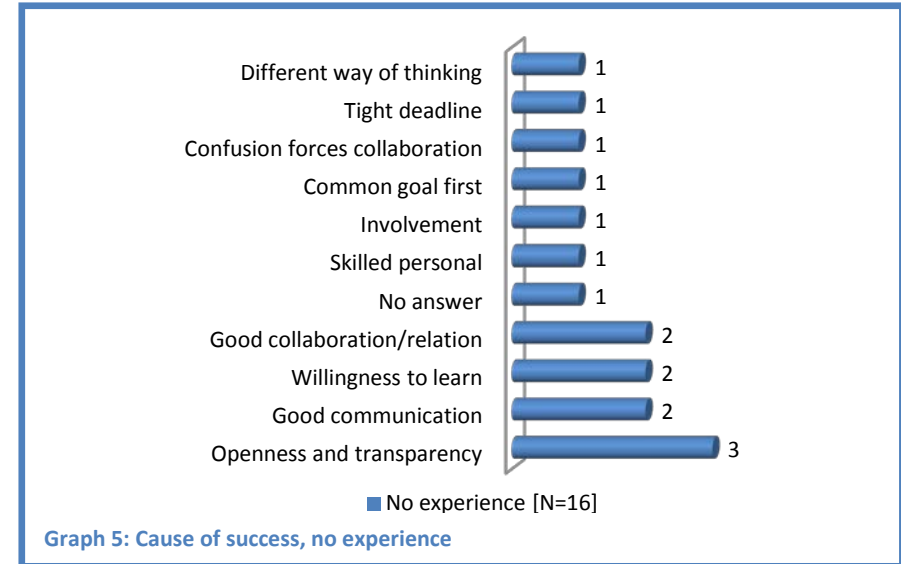 Different way of thinking 1
Tight deadline 1
Confusion forces collaboration 1
Common goal first 1
Involvement 1
Skilled personal 1
No answer 1
Good collaboration/relation 2
Willingness to learn 2
Good communication 2
Openness and transparency 3
No experience [N=16]
Graph 5: Cause of success, no experience